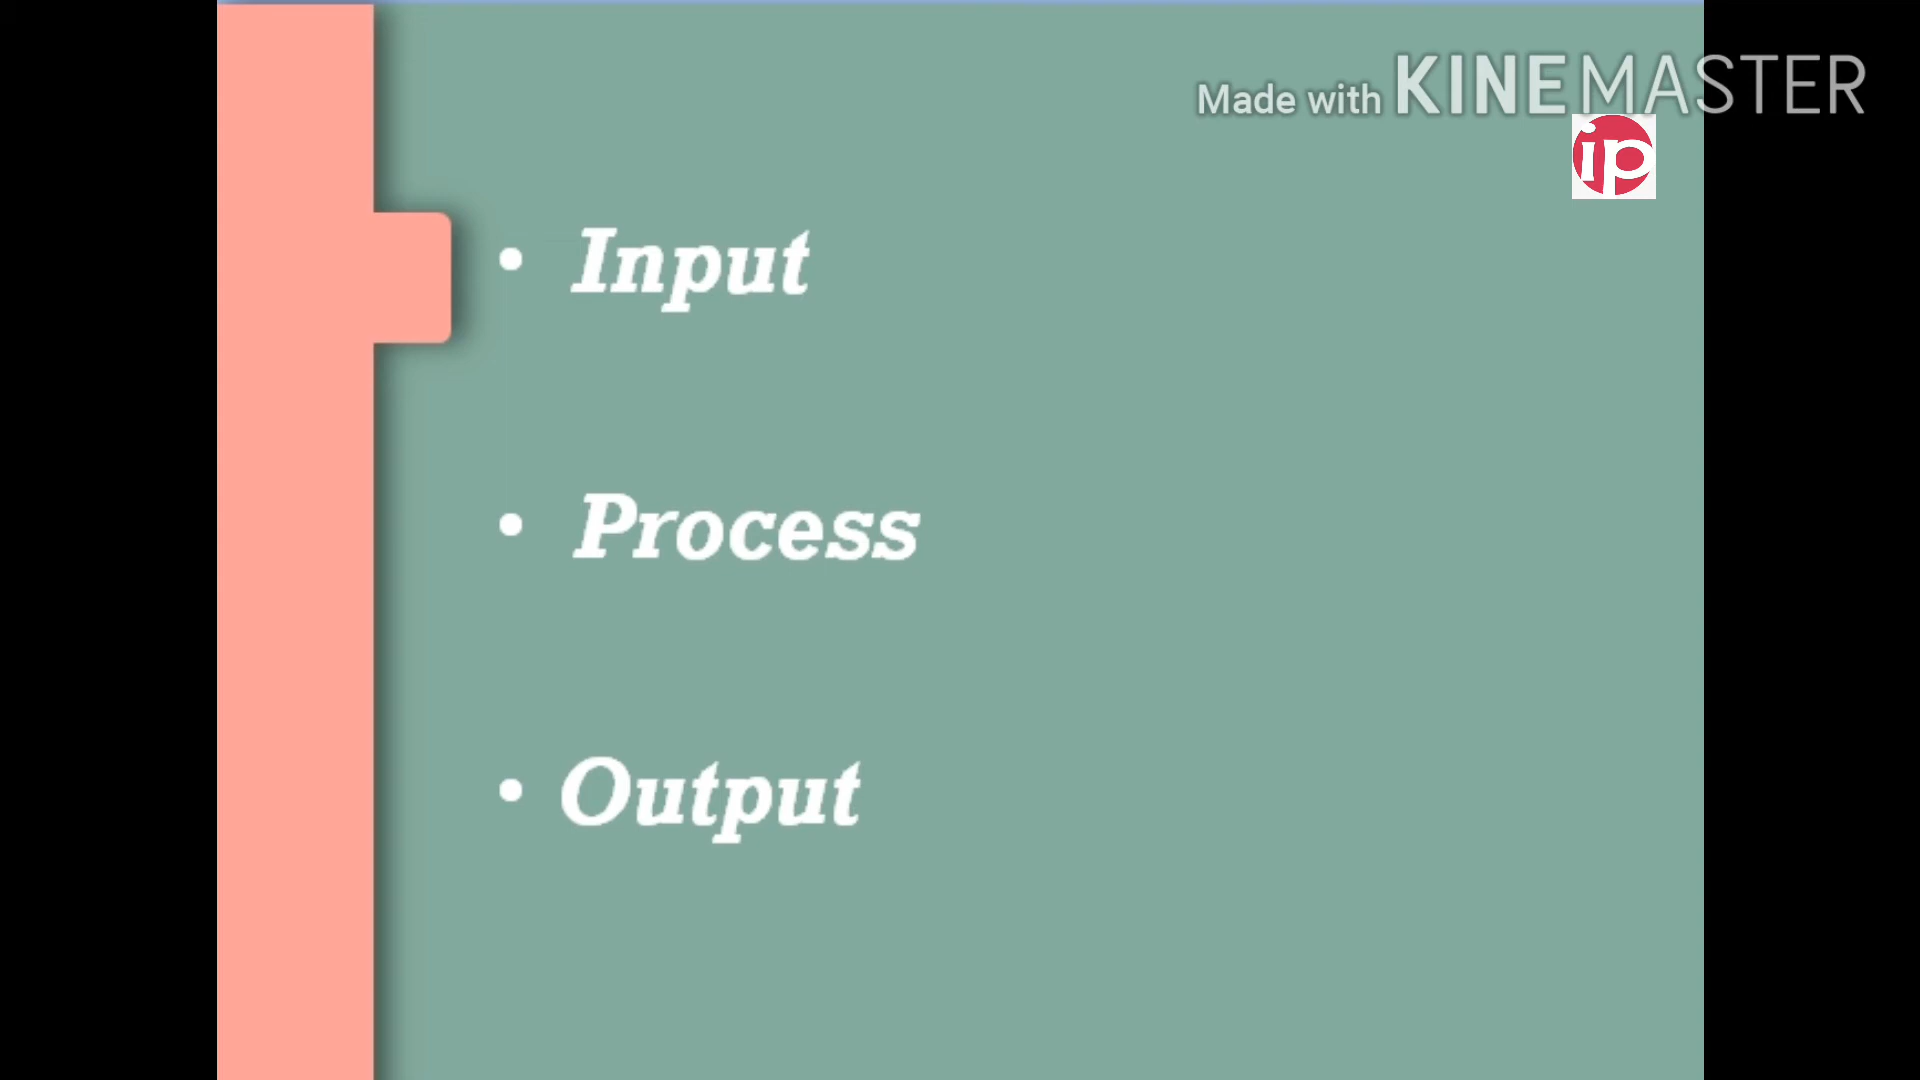 Made with KINEMASTER
ip
• Input
• Process
• Output